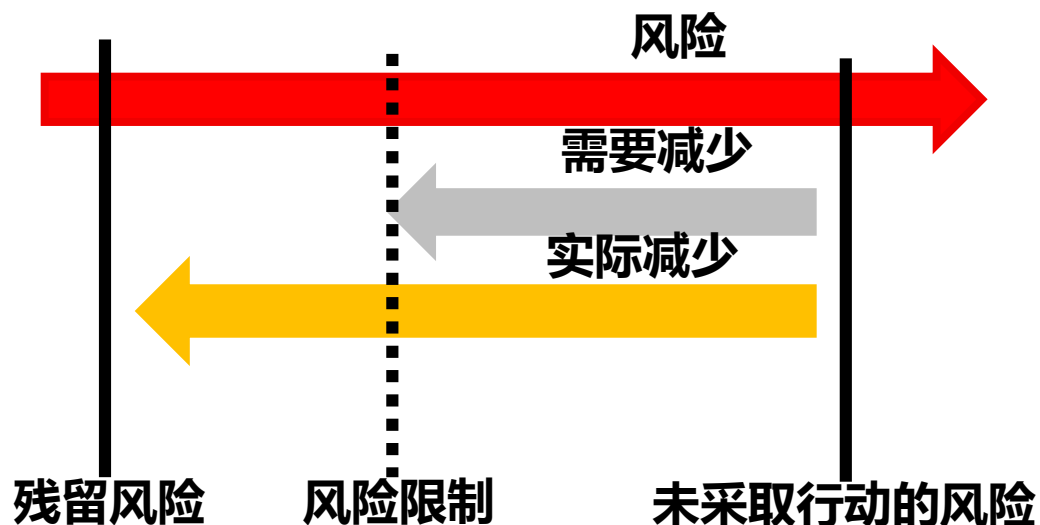 风险
需要减少
实际减少
残留风险
风险限制
未采取行动的风险